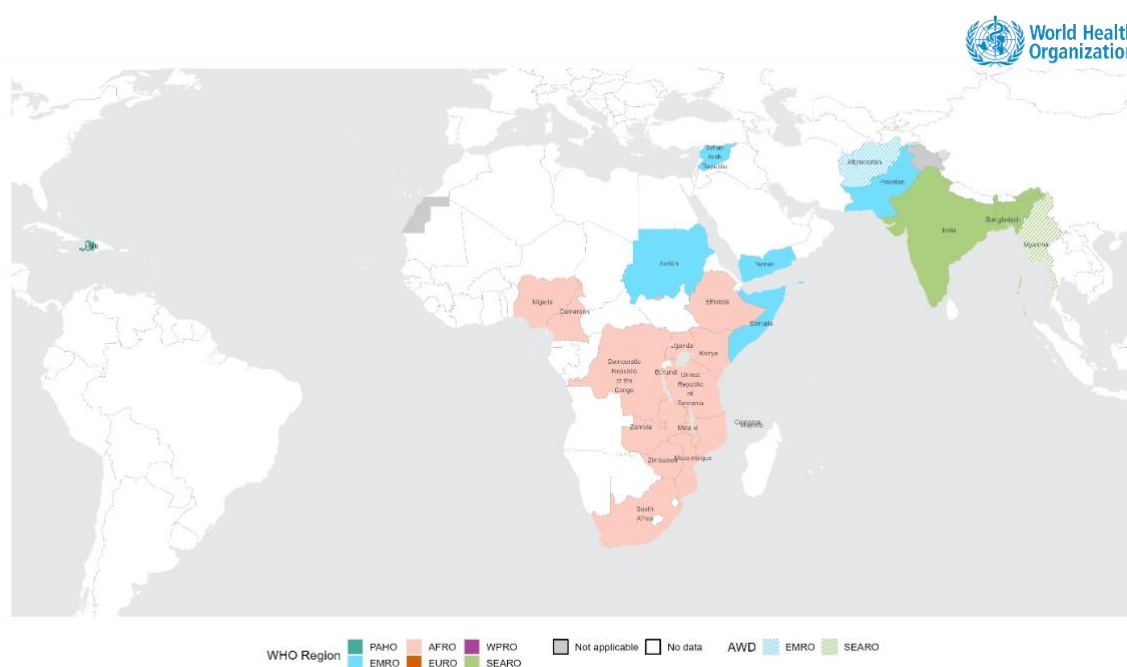 World Health
Organization
Syrian
Arab
Republic
Afghanistan
Pakistan
India
Bangladesh
Myanmar
Sudan
Yemen
Nigeria
Cameroon
Ethiopia
Somalia
Uganda
Kenya
Democratic
Republic
of the
Congo
Burundi
United
Republic
of
Tanzania
Comoros
Zambia
Malawi
Zimbabwe
Mozambique
South
Africa
WHO Region
PAHO
AFRO
WPRO
EMRO
EURO
SEARO
Not applicable
No data
AWD
EMRO
SEARO